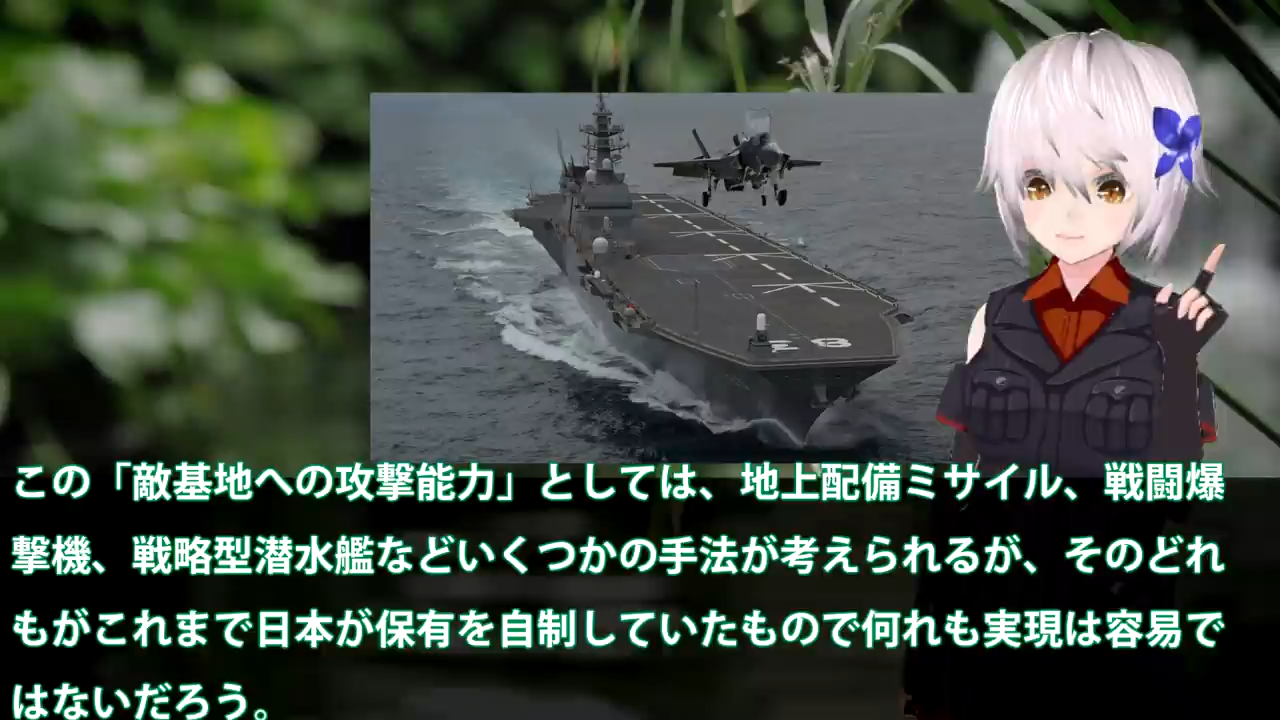 この「敵基地への攻撃能力」としては、地上配備ミサイル、戦闘爆
撃機、戦略型潜水艦などいくつかの手法が考えられるが、そのどれ
もがこれまで日本が保有を自制していたもので何れも実現は容易で
はないだろう。